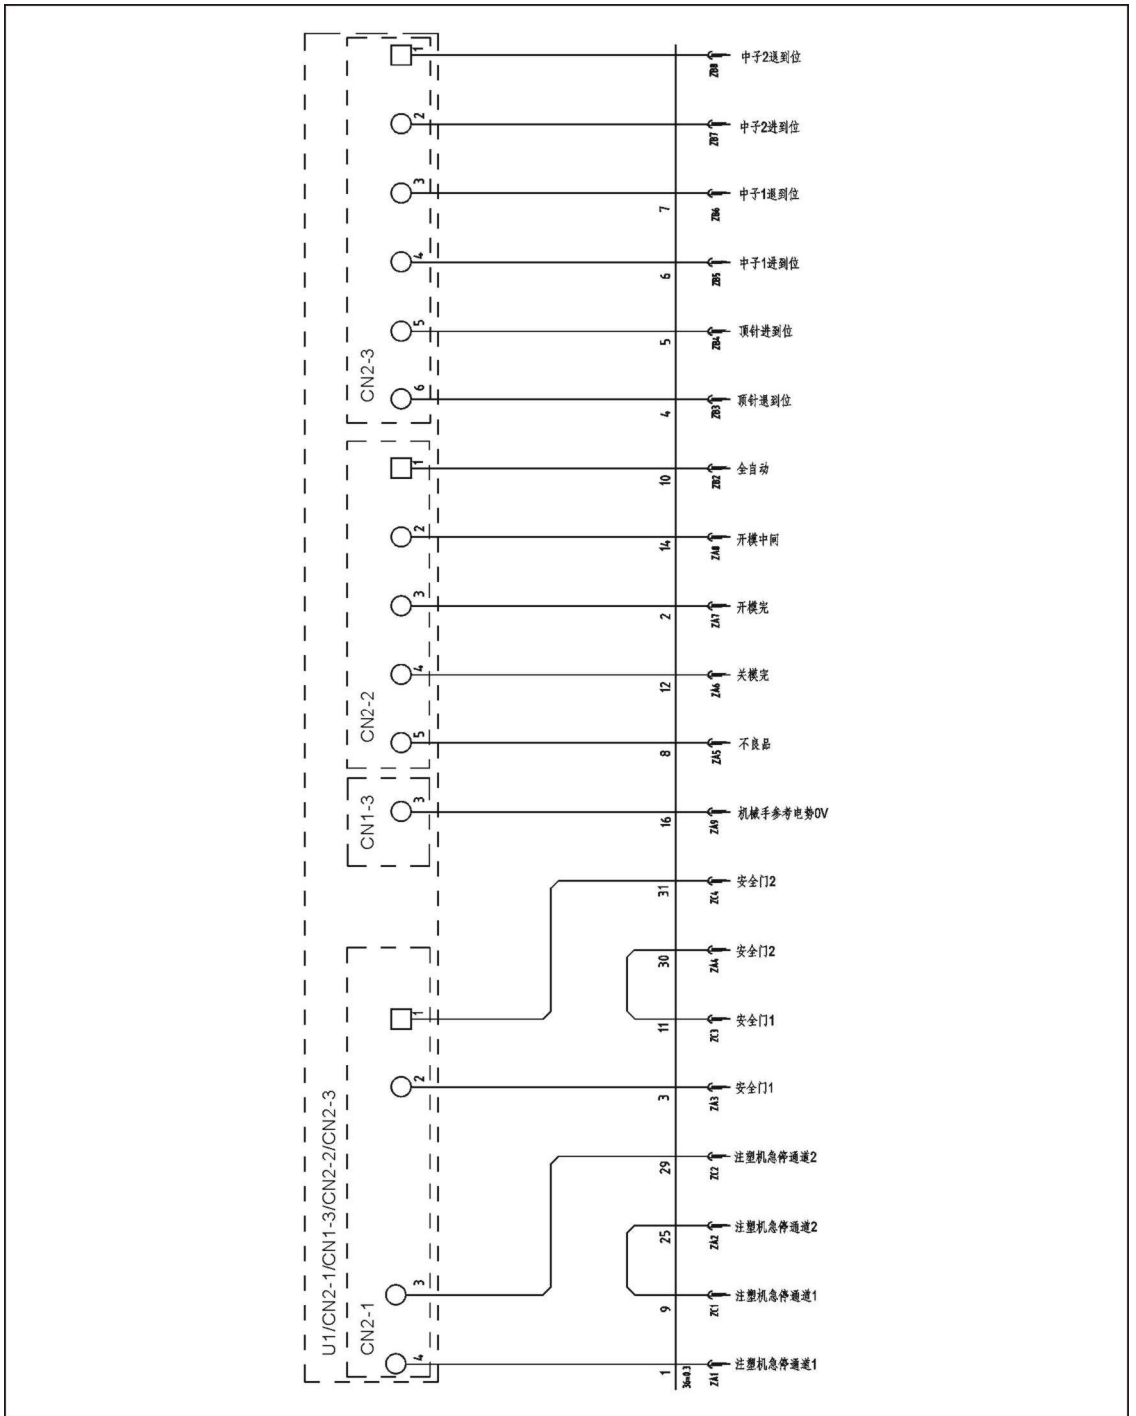 1 ZB8 中子2退到位
2 ZB7 中子2进到位
3 7 ZB6 中子1退到位
4 6 ZB5 中子1进到位
5 5 ZB4 顶针进到位
CN2-3
6 4 ZB3 顶针退到位
1 10 ZB2 全自动
2 14 ZA8 开模中间
3 2 ZA7 开模完
4 12 ZA6 关模完
CN2-2
5 8 ZA5 不良品
CN1-3
3 16 ZA9 机械手参考电势0V
31 ZC4 安全门2
30 ZA4 安全门2
1 11 ZC3 安全门1
2 3 ZA3 安全门1
U1/CN2-1/CN1-3/CN2-2/CN2-3
29 ZC2 注塑机急停通道2
25 ZA2 注塑机急停通道2
3 9 ZC1 注塑机急停通道1
CN2-1
4 1 36*0.3 ZA1 注塑机急停通道1